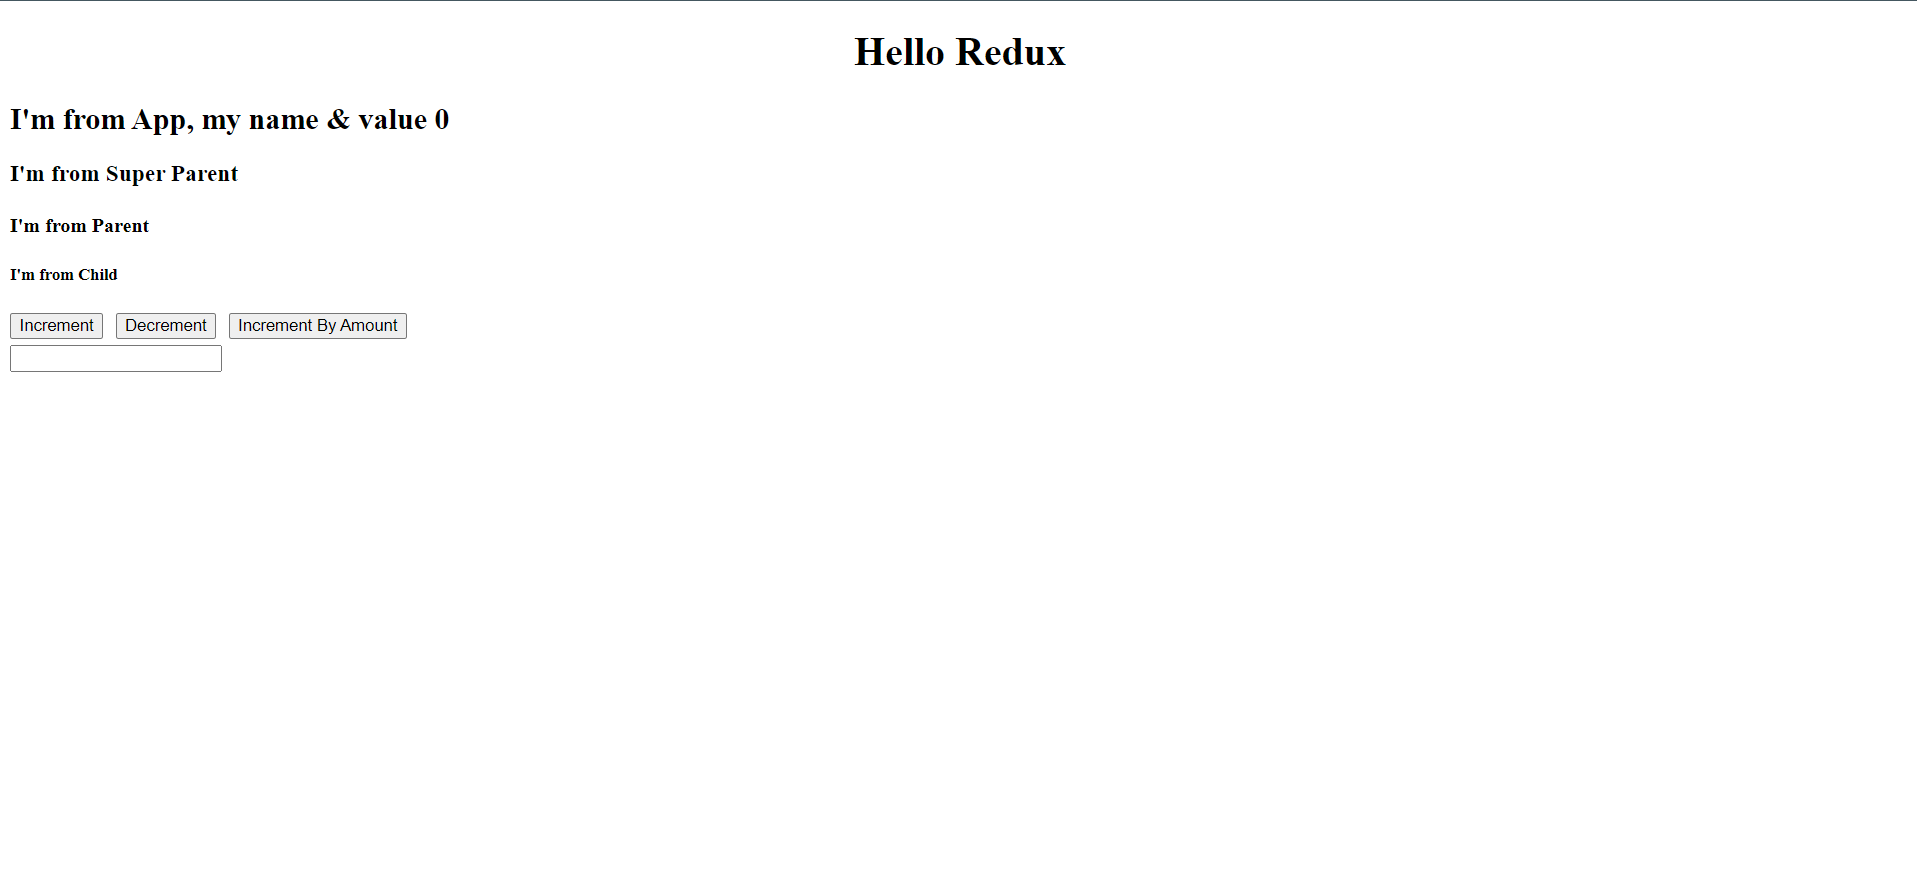 Hello Redux
I'm from App, my name & value 0
I'm from Super Parent
I'm from Parent
I'm from Child
Increment Decrement Increment By Amount